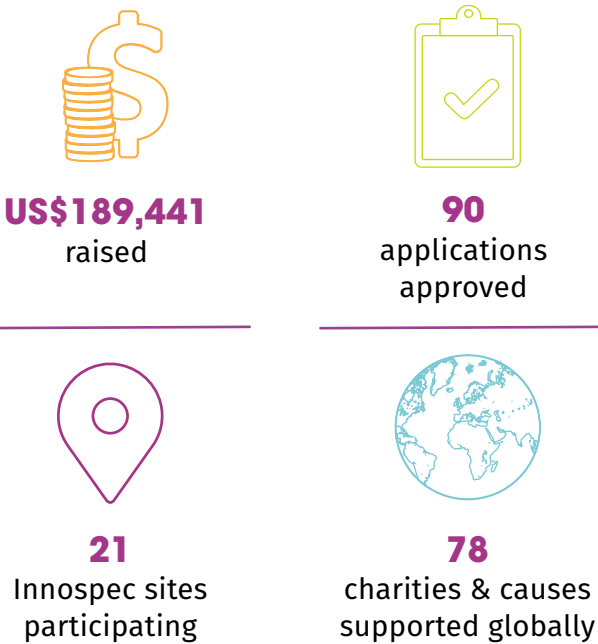 US$189,441
raised
90
applications
approved
21
Innospec sites
participating
78
charities & causes
supported globally